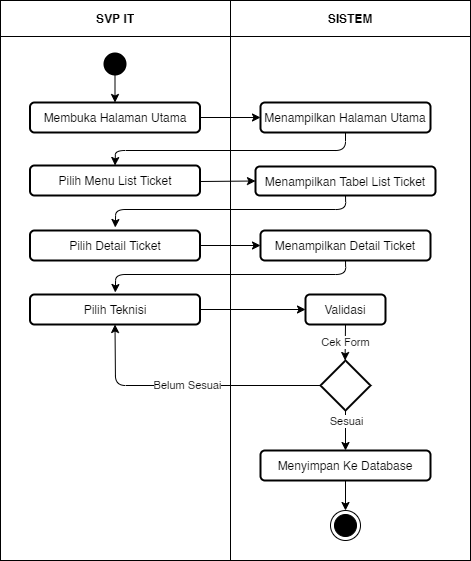 SVP IT
SISTEM
Membuka Halaman Utama
Menampilkan Halaman Utama
Pilih Menu List Ticket
Menampilkan Tabel List Ticket
Pilih Detail Ticket
Menampilkan Detail Ticket
Pilih Teknisi
Validasi
Cek Form
Belum Sesuai
Sesuai
Menyimpan Ke Database